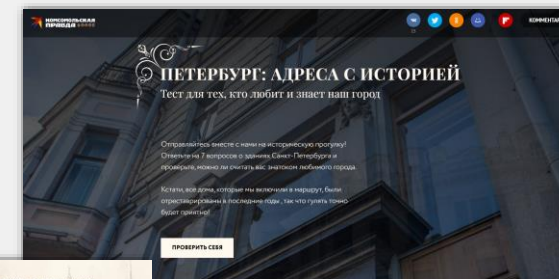 КОМСОМОЛЬСКАЯ
ПРАВДА
КОММЕНТАР
ПЕТЕРБУРГ: АДРЕСА С ИСТОРИЕЙ
Тест для тех, кто любит и знает наш город
Отправляйтесь вместе с нами на историческую прогулку!
Ответьте на 7 вопросов о зданиях Санкт-Петербурга и
проверьте, можно ли считать вас знатоком любимого города.
Кстати, все дома, которые мы включили в маршрут, были
отреставрированы в последние годы, так что гулять точно
будет приятно!
ПРОВЕРИТЬ СЕБЯ